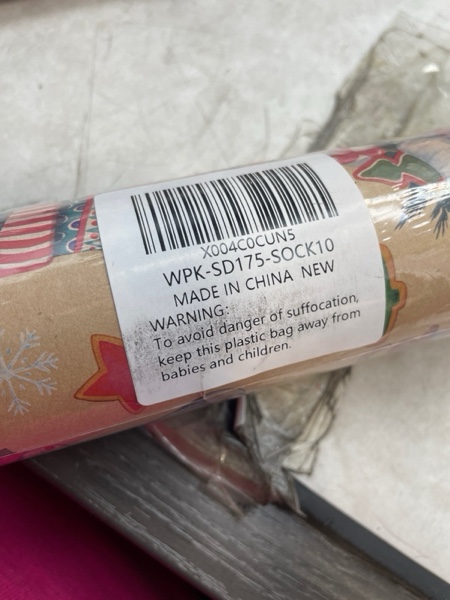 X004C0CUN5
WPK-SD175-SOCK10
MADE IN CHINA NEW
WARNING:
To avoid danger of suffocation,
keep this plastic bag away from
babies and children.